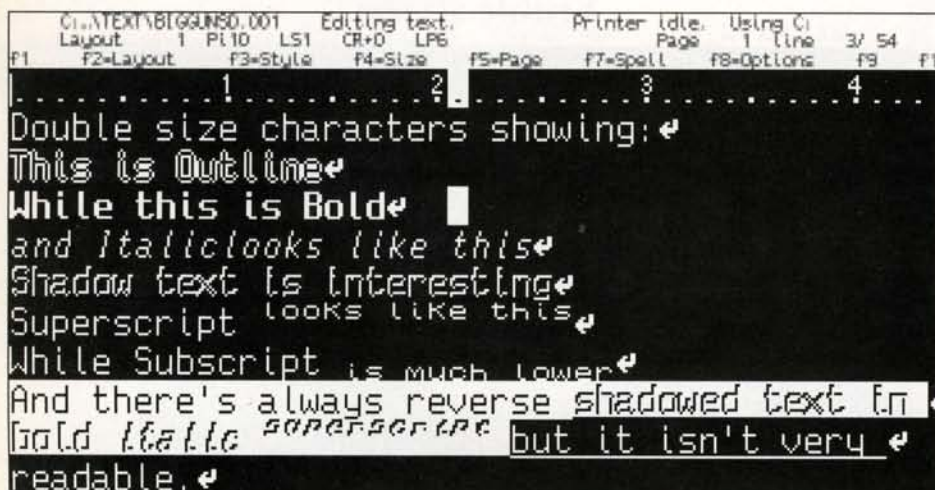 C:..\TEXT\BIGGUNSD.001 Editing text. Printer idle. Using C:
Layout 1 Pi10 LS1 CR+0 LP6 Page 1 line 3/ 54
f1 f2=Layout f3=Style f4=Size f5=Page f7=Spell f8=Options f9 f1
1 2 3 4
Double size characters showing:
This is Outline
While this is Bold
and Italiclooks like this
Shadow text is interesting
Superscript looks like this
While Subscript is much lower
And there's always reverse shadowed text in
bold italic superscript but it isn't very
readable.